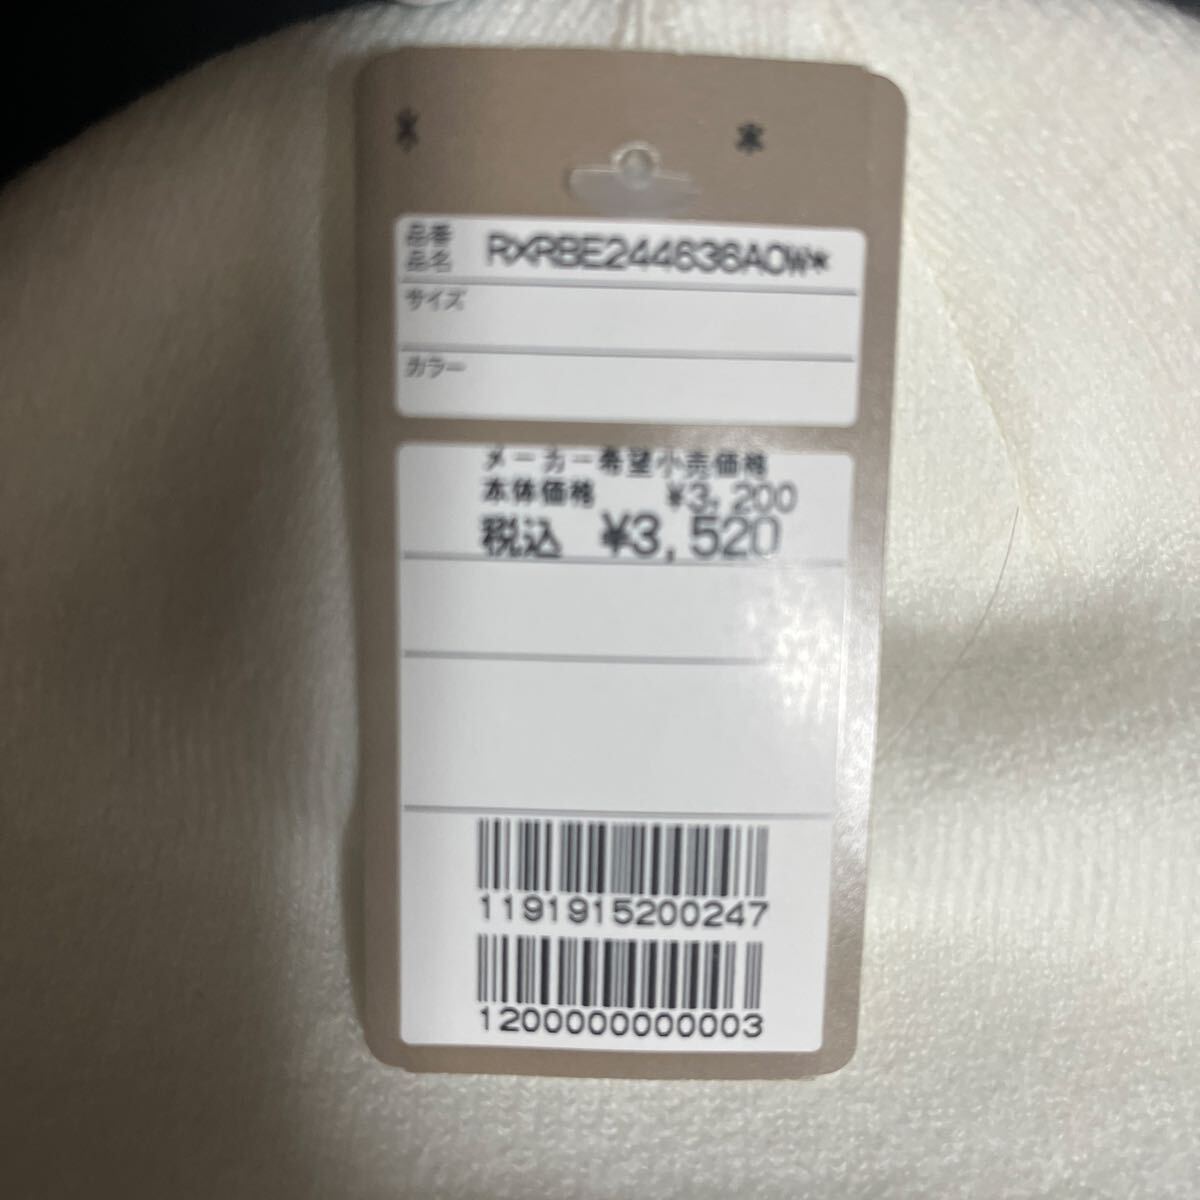 *
*
品番
品名 RXRBE244636AOW*
サイズ
カラー
メーカー希望小売価格
本体価格 ¥3,200
税込 ¥3,520
1191915200247
1200000000003